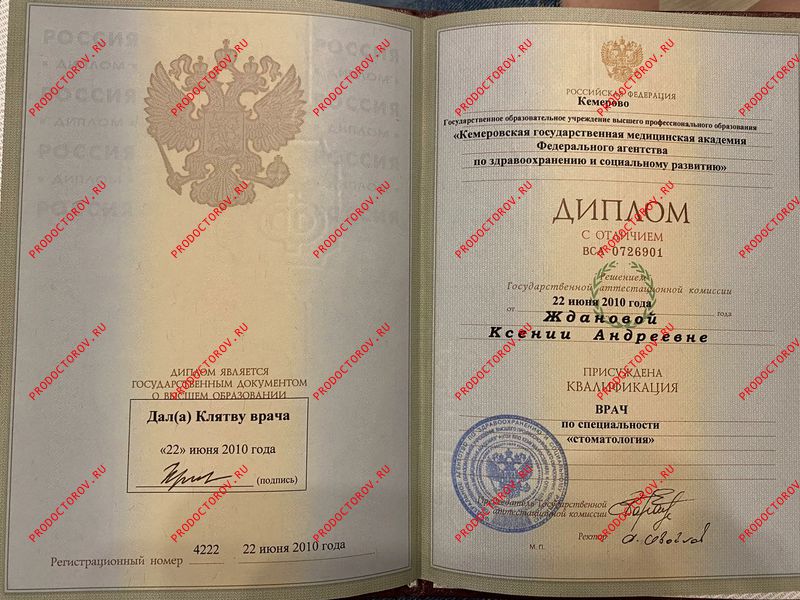 РОССИЯ
ДИПЛОМ
PRODOCTOROV.RU
ДИПЛОМ ЯВЛЯЕТСЯ
ГОСУДАРСТВЕННЫМ ДОКУМЕНТОМ
О ВЫСШЕМ ОБРАЗОВАНИИ
Дал(а) Клятву врача
«22» июня 2010 года
(подпись)
Регистрационный номер 4222 22 июня 2010 года
РОССИЙСКАЯ ФЕДЕРАЦИЯ
Кемерово
Государственное образовательное учреждение высшего профессионального образования
«Кемеровская государственная медицинская академия
Федерального агентства
по здравоохранению и социальному развитию»
ДИПЛОМ
С ОТЛИЧИЕМ
ВСА 0726901
Решением
Государственной аттестационной комиссии
от 22 июня 2010 года года
Ждановой
Ксении Андреевне
ПРИСУЖДЕНА
КВАЛИФИКАЦИЯ
ВРАЧ
по специальности
«стоматология»
Председатель Государственной
аттестационной комиссии
Ректор
М.П.